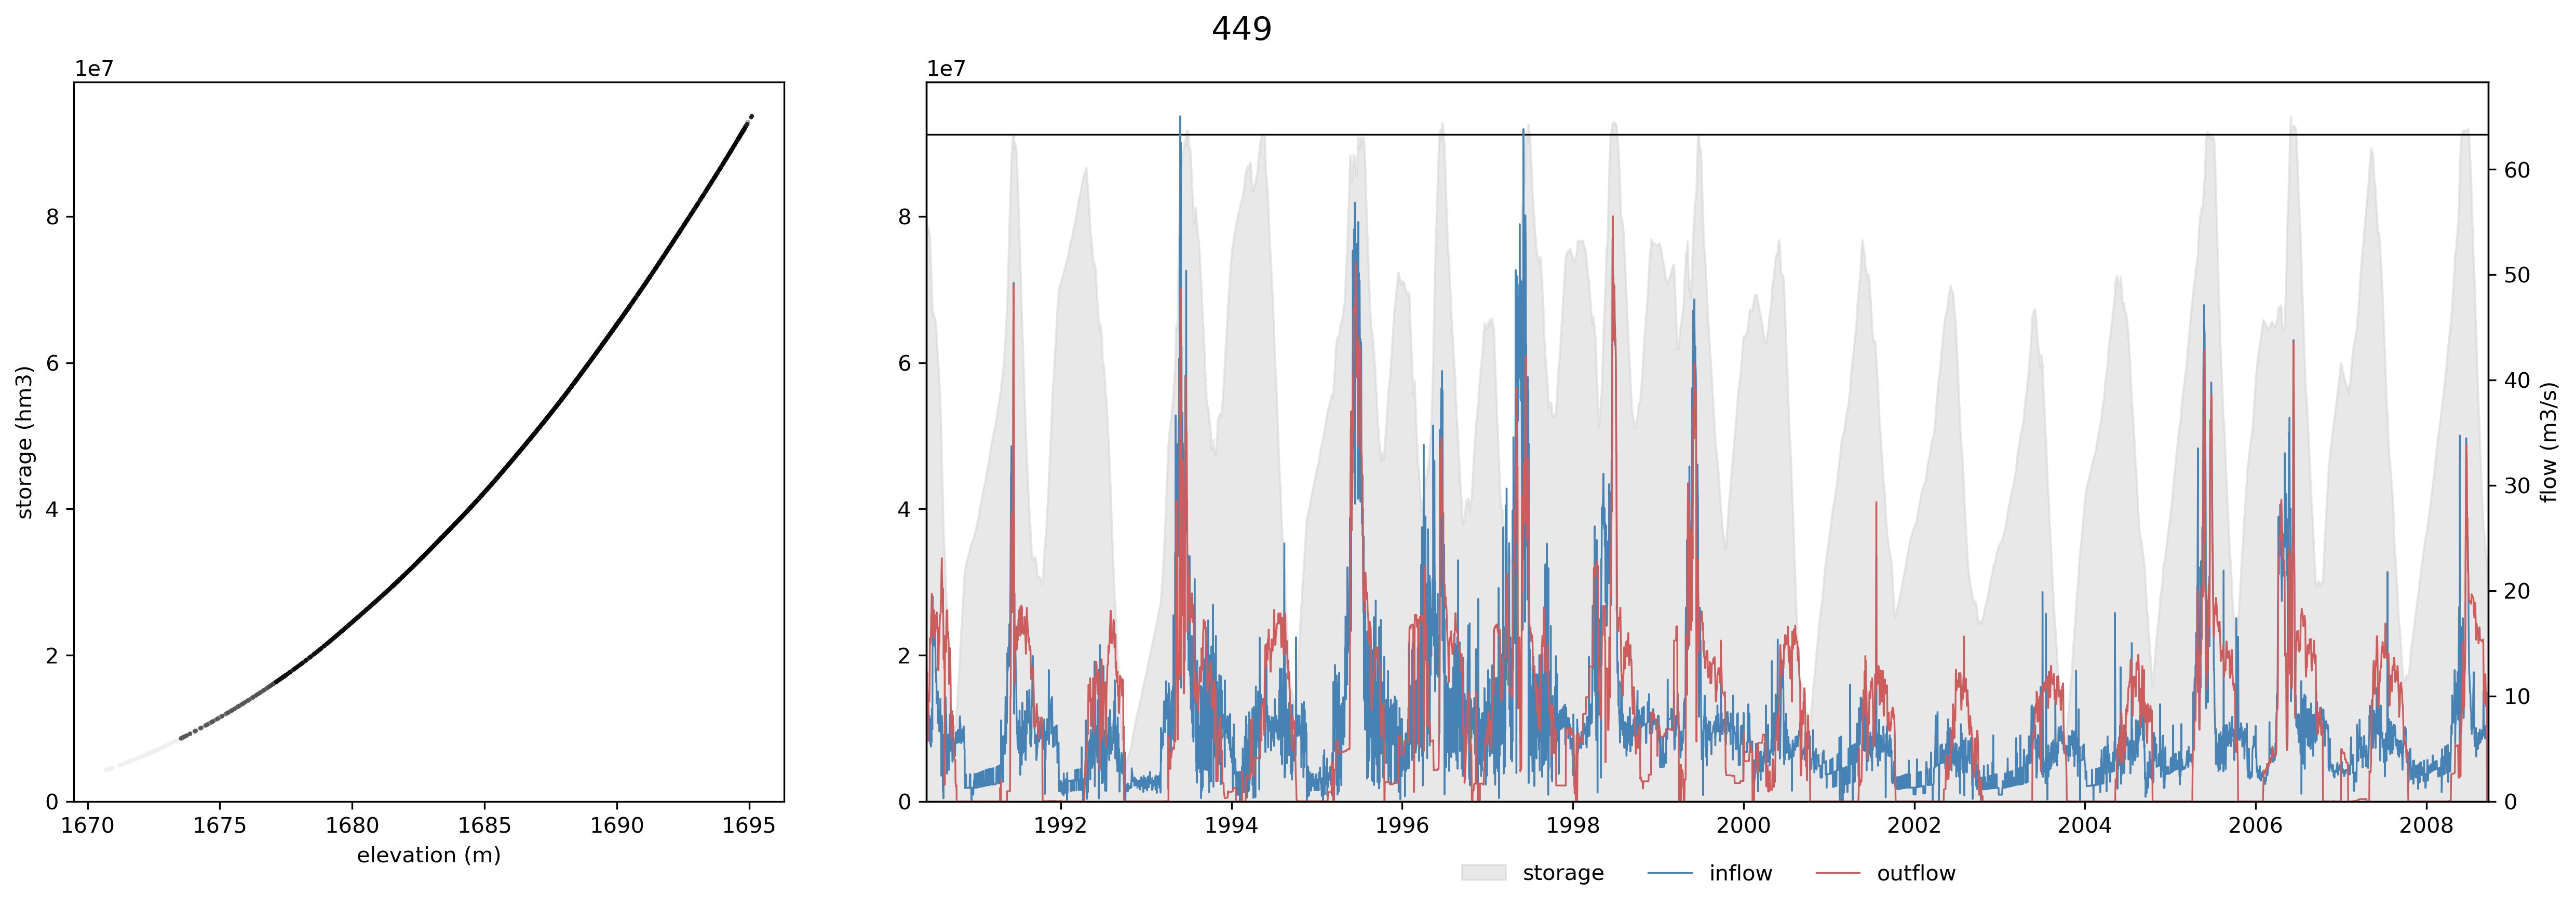 449
1e7
8
6
4
2
0
storage (hm3)
1670 1675 1680 1685 1690 1695
elevation (m)
1e7
8
6
4
2
0
60
50
40
30
20
10
0
flow (m3/s)
1992 1994 1996 1998 2000 2002 2004 2006 2008
storage inflow outflow